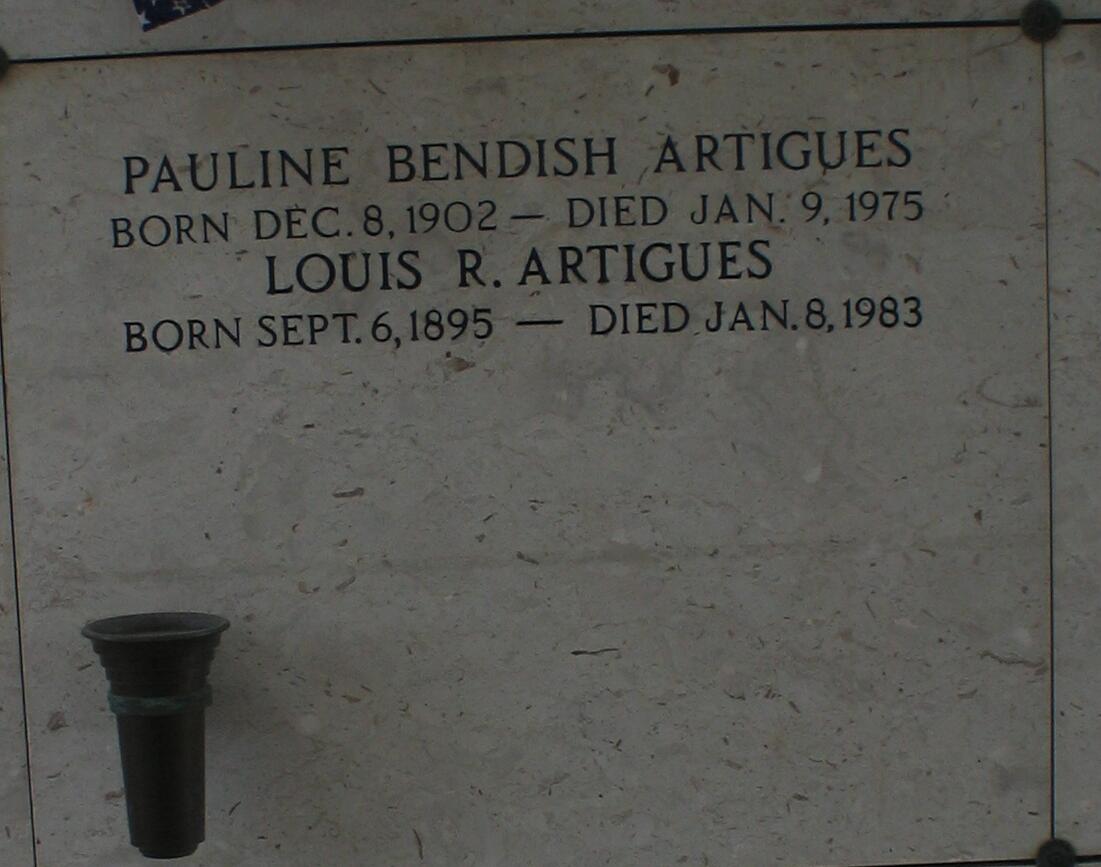 PAULINE BENDISH ARTIGUES
BORN DEC. 8, 1902 — DIED JAN. 9, 1975
LOUIS R. ARTIGUES
BORN SEPT. 6, 1895 — DIED JAN. 8, 1983